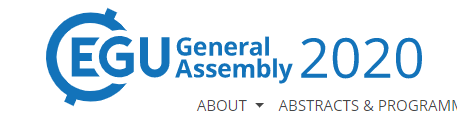 EGU General Assembly 2020
ABOUT ABSTRACTS & PROGRAMM